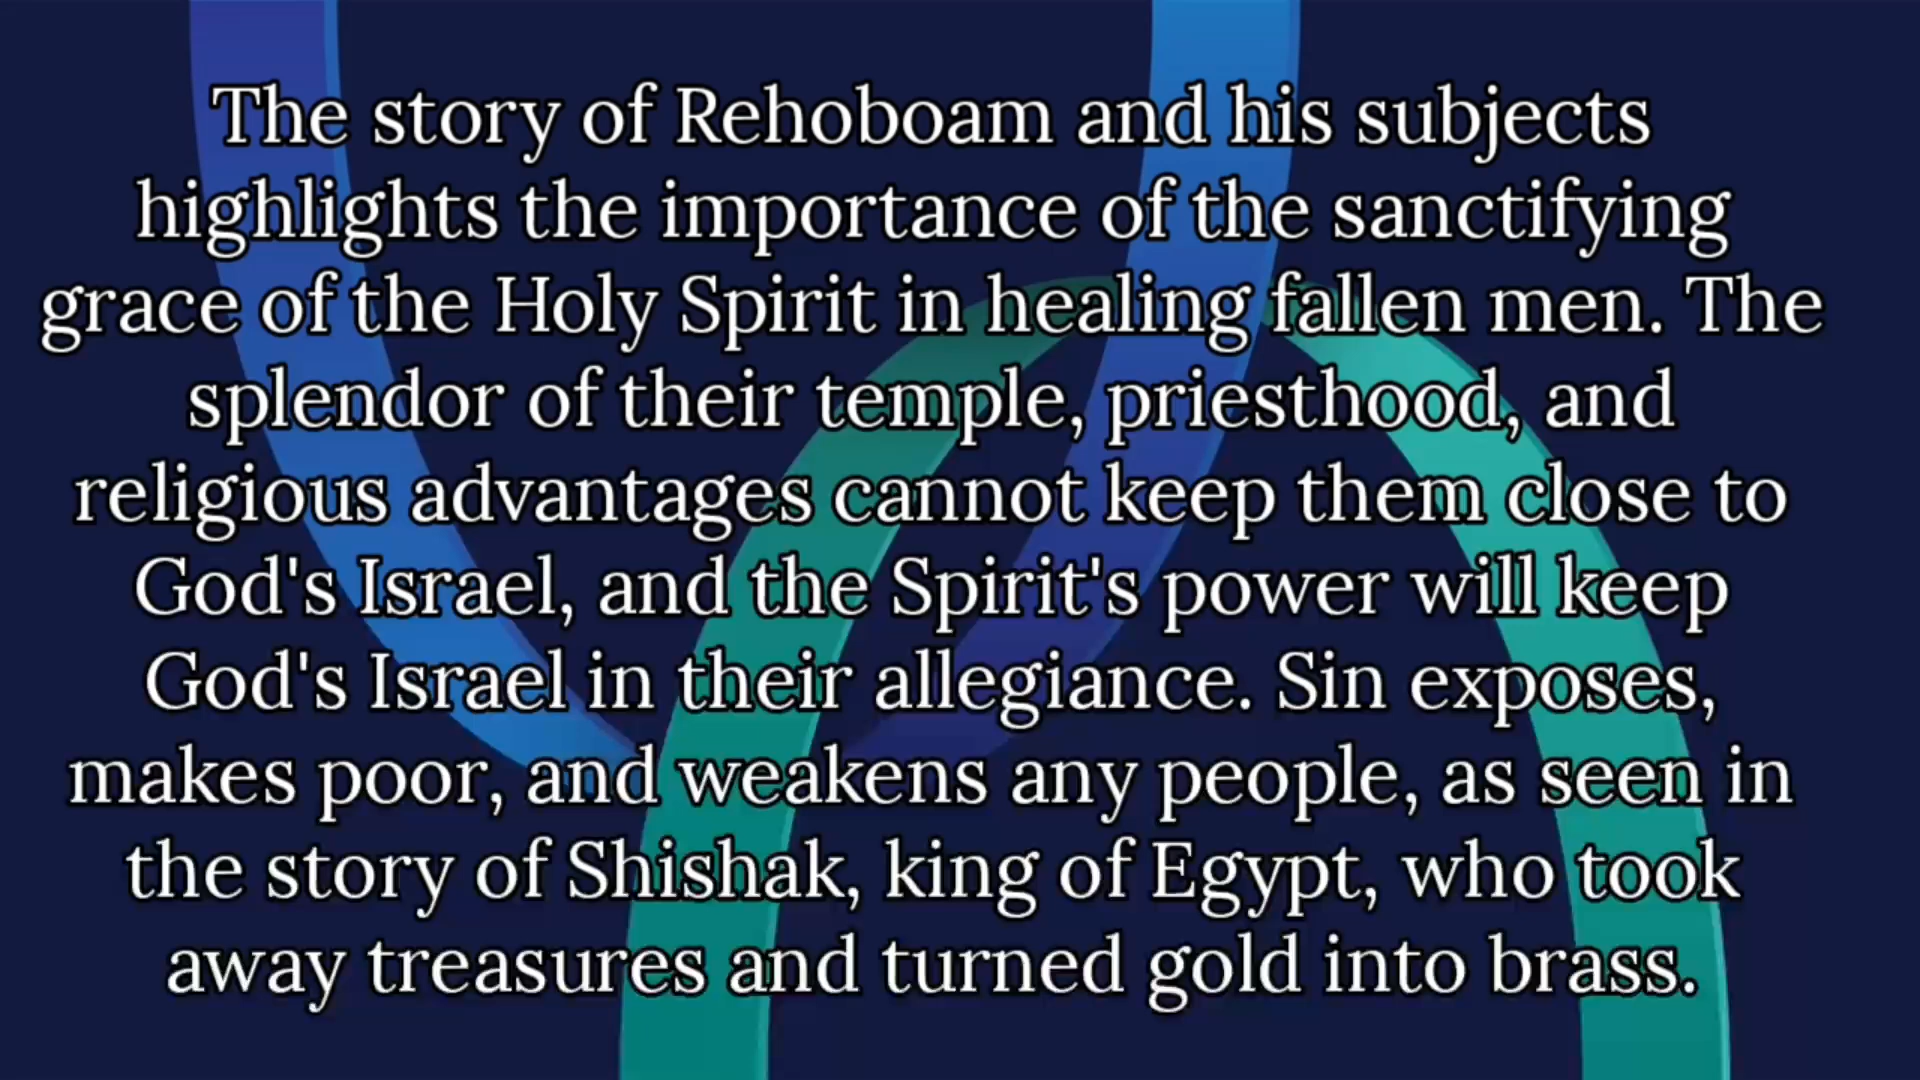 The story of Rehoboam and his subjects
highlights the importance of the sanctifying
grace of the Holy Spirit in healing fallen men. The
splendor of their temple, priesthood, and
religious advantages cannot keep them close to
God's Israel, and the Spirit's power will keep
God's Israel in their allegiance. Sin exposes,
makes poor, and weakens any people, as seen in
the story of Shishak, king of Egypt, who took
away treasures and turned gold into brass.